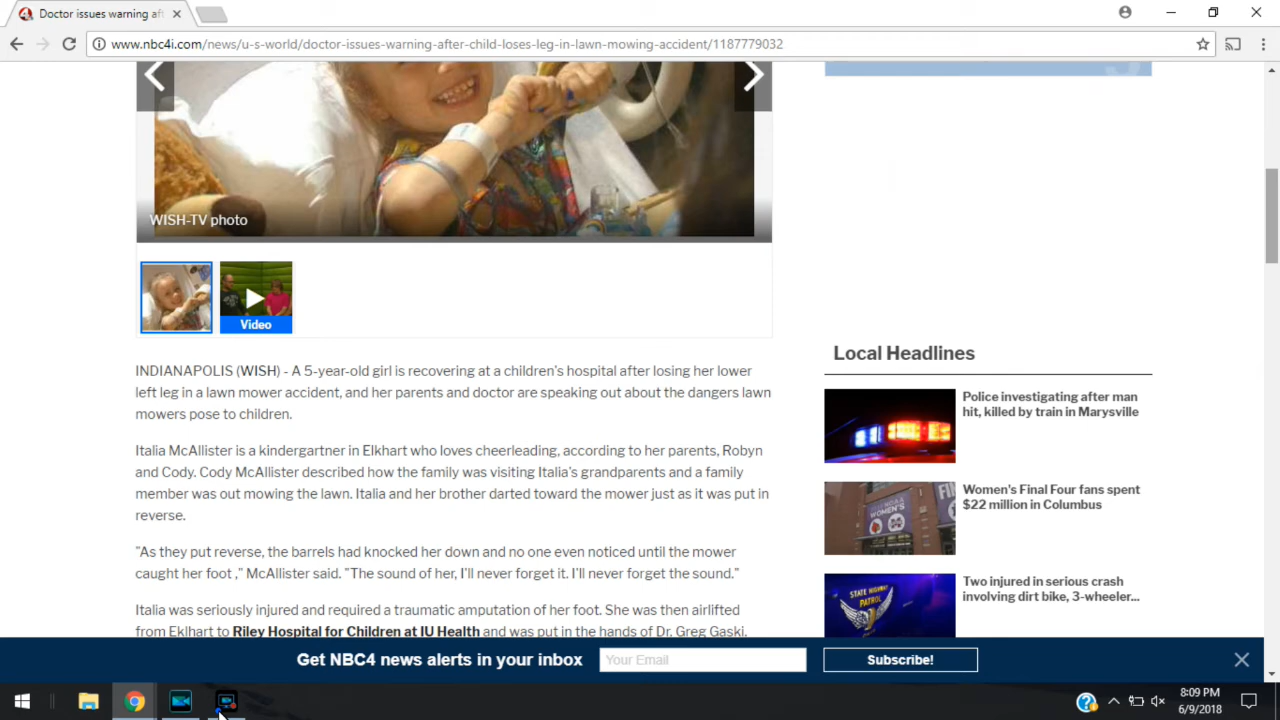 Doctor issues warning aft
www.nbc4i.com/news/u-s-world/doctor-issues-warning-after-child-loses-leg-in-lawn-mowing-accident/1187779032
WISH-TV photo
Video
INDIANAPOLIS (WISH) - A 5-year-old girl is recovering at a children's hospital after losing her lower
left leg in a lawn mower accident, and her parents and doctor are speaking out about the dangers lawn
mowers pose to children.
Italia McAllister is a kindergartner in Elkhart who loves cheerleading, according to her parents, Robyn
and Cody. Cody McAllister described how the family was visiting Italia's grandparents and a family
member was out mowing the lawn. Italia and her brother darted toward the mower just as it was put in
reverse.
"As they put reverse, the barrels had knocked her down and no one even noticed until the mower
caught her foot ," McAllister said. "The sound of her, I'll never forget it. I'll never forget the sound."
Italia was seriously injured and required a traumatic amputation of her foot. She was then airlifted
from Eklhart to Riley Hospital for Children at IU Health and was put in the hands of Dr. Greg Gaski.
Local Headlines
Police investigating after man
hit, killed by train in Marysville
Women's Final Four fans spent
$22 million in Columbus
WOMEN'S
Two injured in serious crash
involving dirt bike, 3-wheeler...
STATE HIGHWAY
PATROL
Get NBC4 news alerts in your inbox
Your Email
Subscribe!
8:09 PM
6/9/2018